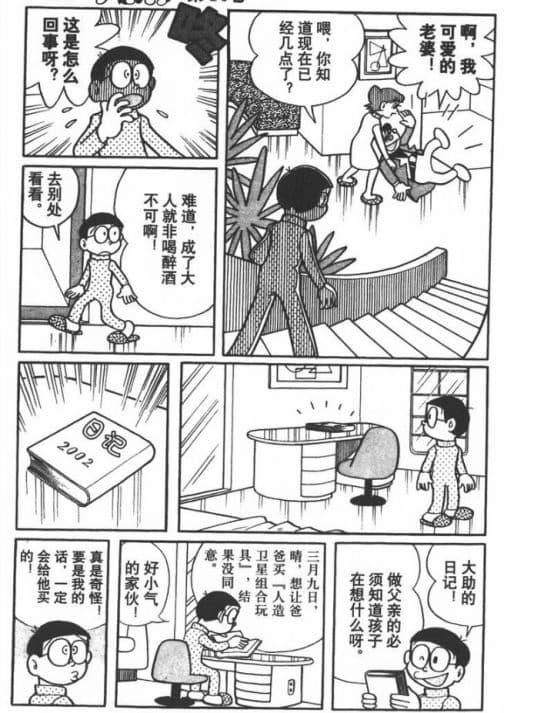 啊，我
可爱的
老婆！
喂，你知
道现在已
经几点了？
这是怎么
回事呀？
难道，成了大
人就非喝醉酒
不可啊！
去别处
看看。
日记
2002
大助的
日记！
做父亲的必
须知道孩子
在想什么呀。
三月九日，
晴，想让爸
爸买『人造
卫星组合玩
具』，结
果没同
意。
好小气
的家伙！
真是奇怪！
要是我的
话，一定
会给他买
的！